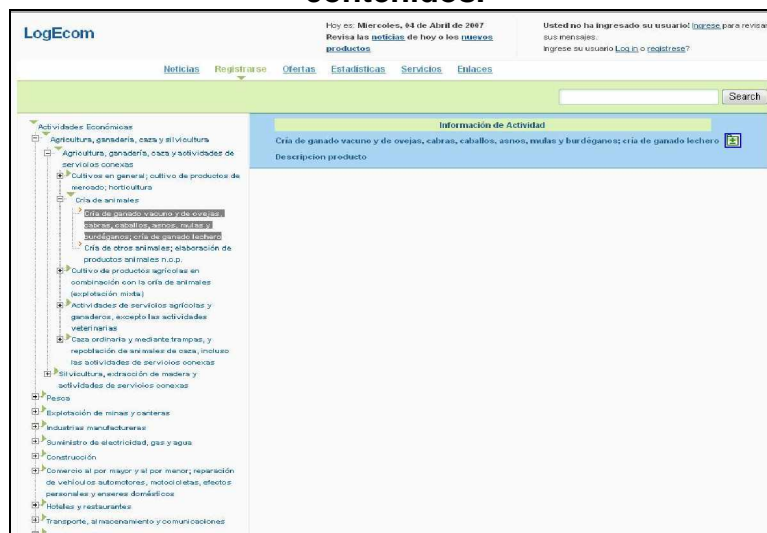 contenidos.
LogEcom
Hoy es: Miercoles, 04 de Abril de 2007
Revisa las noticias de hoy o los nuevos
productos
Usted no ha ingresado su usuario! Ingrese para revisar
sus mensajes.
Ingrese su usuario Log in o registrese?
Noticias Registrarse Ofertas Estadísticas Servicios Enlaces
Search
Actividades Económicas
Agricultura, ganadería, caza y silvicultura
Agricultura, ganadería, caza y actividades de
servicios conexas
Cultivos en general; cultivo de productos de
mercado; horticultura
Cría de animales
Cría de ganado vacuno y de ovejas,
cabras, caballos, asnos, mulas y
burdéganos; cría de ganado lechero
Cría de otros animales; elaboración de
productos animales n.c.p.
Cultivo de productos agrícolas en
combinación con la cría de animales
(explotación mixta)
Actividades de servicios agrícolas y
ganaderos, excepto las actividades
veterinarias
Caza ordinaria y mediante trampas, y
repoblación de animales de caza, incluso
las actividades de servicios conexas
Silvicultura, extracción de madera y
actividades de servicios conexas
Pesca
Explotación de minas y canteras
Industrias manufactureras
Suministro de electricidad, gas y agua
Construcción
Comercio al por mayor y al por menor; reparación
de vehículos automotores, motocicletas, efectos
personales y enseres domésticos
Hoteles y restaurantes
Transporte, almacenamiento y comunicaciones
Información de Actividad
Cría de ganado vacuno y de ovejas, cabras, caballos, asnos, mulas y burdéganos; cría de ganado lechero
Descripcion producto